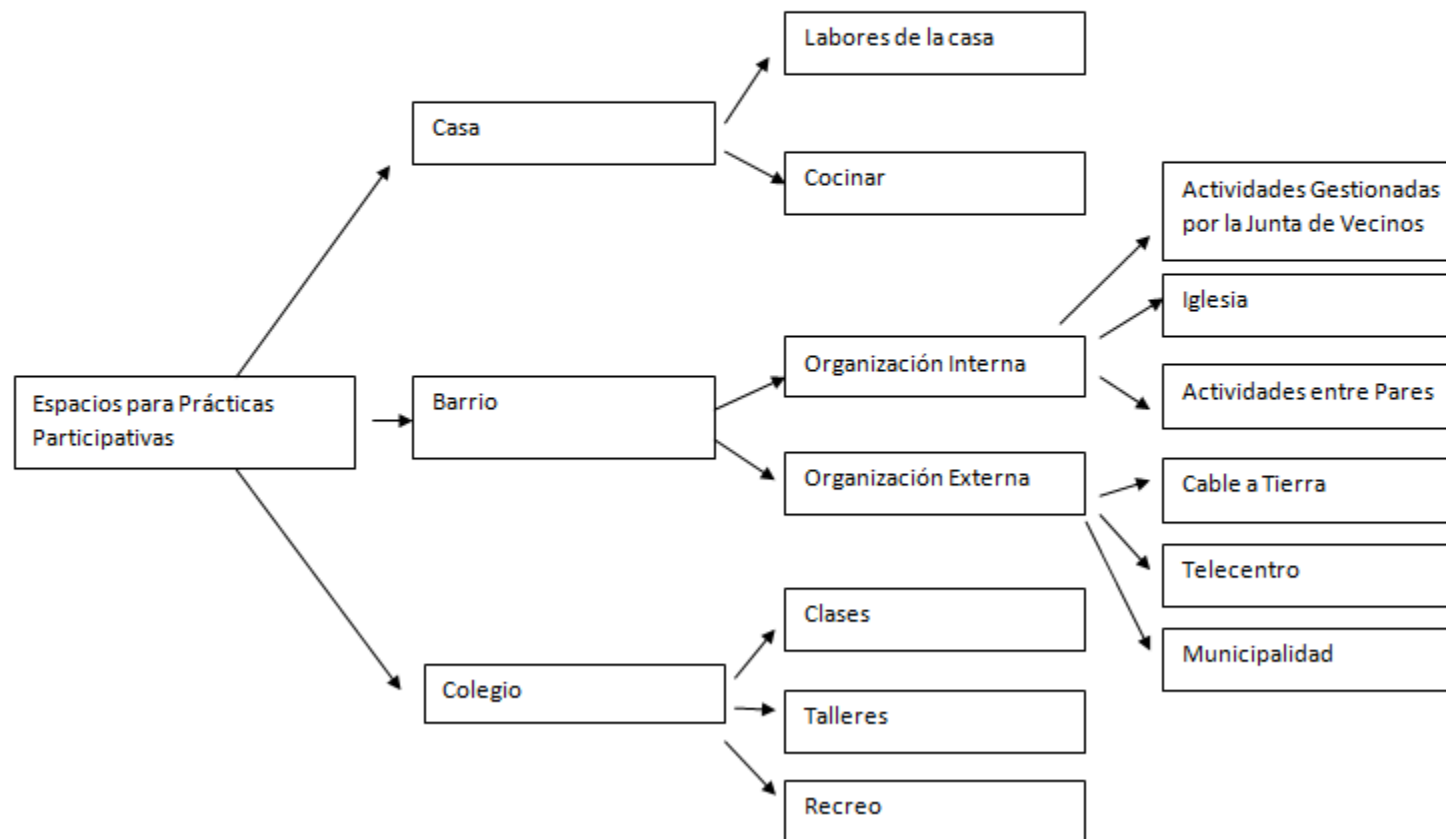 Labores de la casa
Casa
Cocinar
Actividades Gestionadas
por la Junta de Vecinos
Iglesia
Organización Interna
Actividades entre Pares
Espacios para Prácticas
Participativas
Barrio
Organización Externa
Cable a Tierra
Telecentro
Clases
Municipalidad
Colegio
Talleres
Recreo